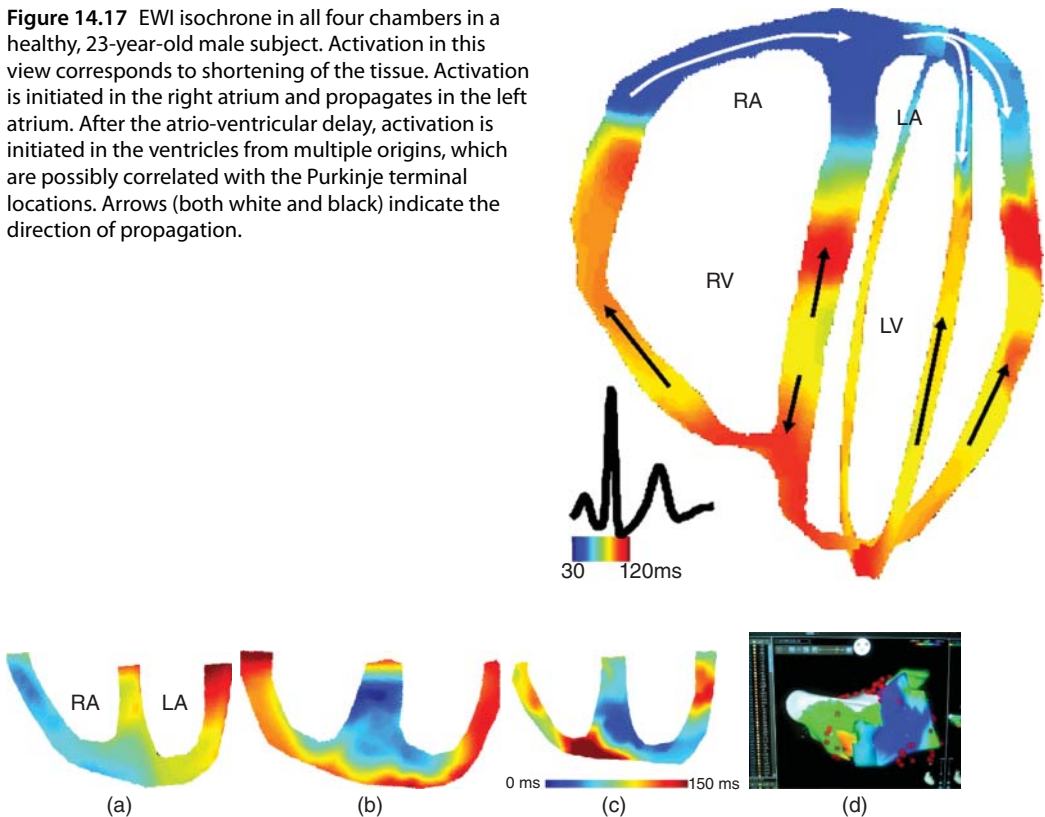 Figure 14.17 EWI isochrone in all four chambers in a
healthy, 23-year-old male subject. Activation in this
view corresponds to shortening of the tissue. Activation
is initiated in the right atrium and propagates in the left
atrium. After the atrio-ventricular delay, activation is
initiated in the ventricles from multiple origins, which
are possibly correlated with the Purkinje terminal
locations. Arrows (both white and black) indicate the
direction of propagation.
RA
LA
RV
LV
30 120ms
RA LA
0 ms 150 ms
(a) (b) (c) (d)